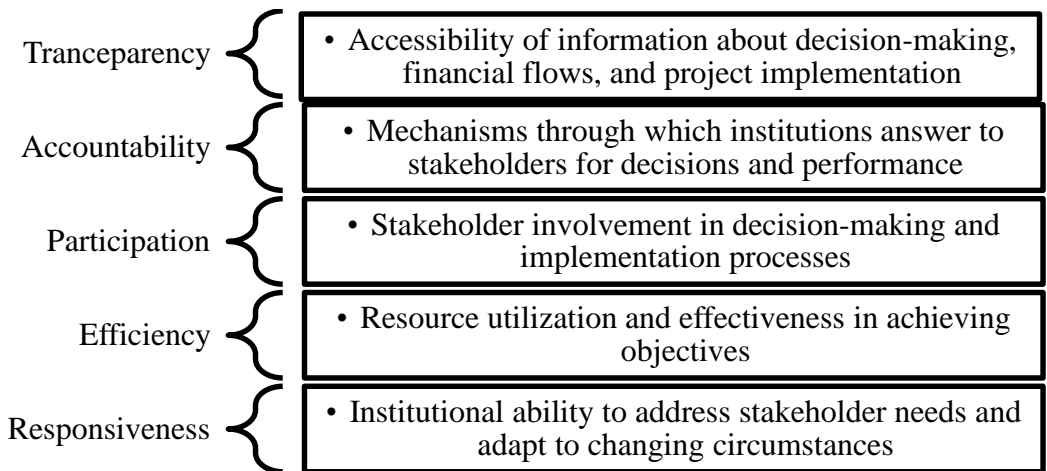 Tranceparency
• Accessibility of information about decision-making,
financial flows, and project implementation
Accountability
• Mechanisms through which institutions answer to
stakeholders for decisions and performance
Participation
• Stakeholder involvement in decision-making and
implementation processes
Efficiency
• Resource utilization and effectiveness in achieving
objectives
Responsiveness
• Institutional ability to address stakeholder needs and
adapt to changing circumstances